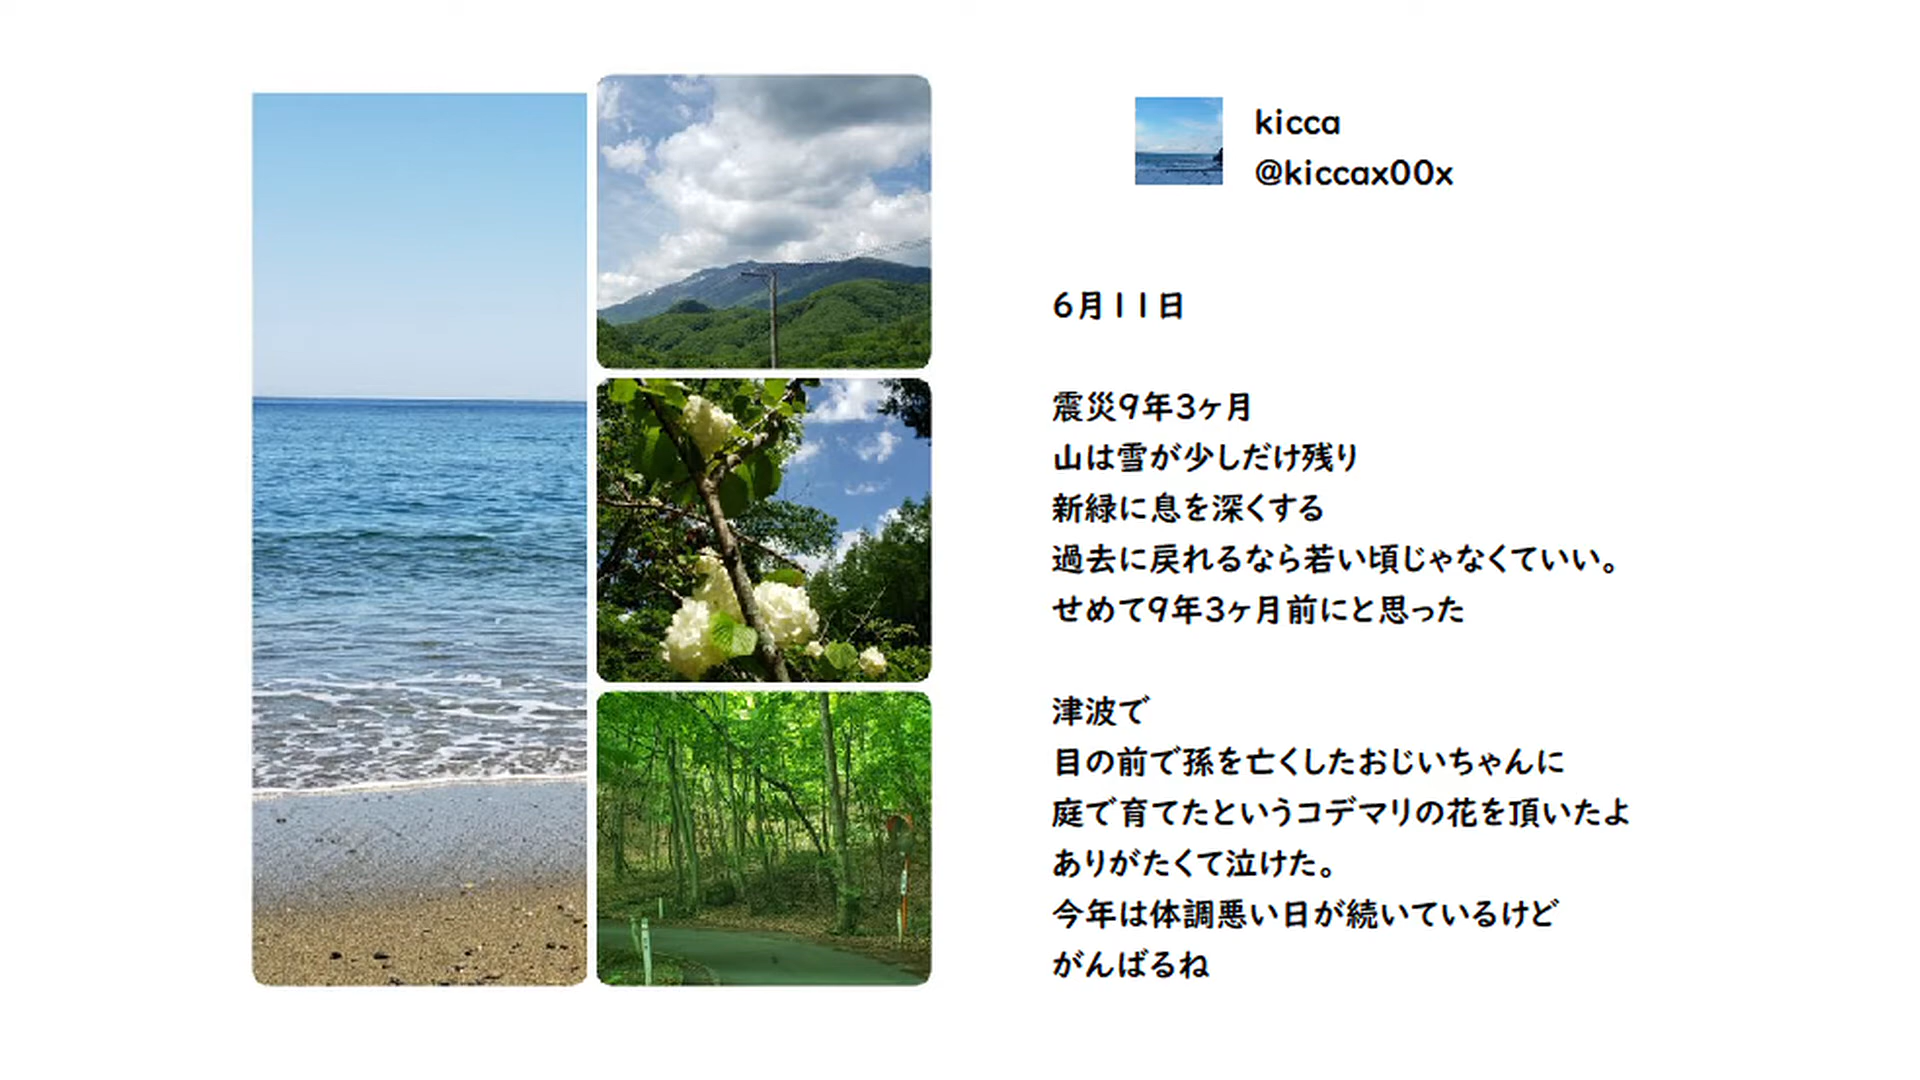 kicca
@kiccax00x
6月11日
震災9年3ヶ月
山は雪が少しだけ残り
新緑に息を深くする
過去に戻れるなら若い頃じゃなくていい。
せめて9年3ヶ月前にと思った
津波で
目の前で孫を亡くしたおじいちゃんに
庭で育てたというコデマリの花を頂いたよ
ありがたくて泣けた。
今年は体調悪い日が続いているけど
がんばるね